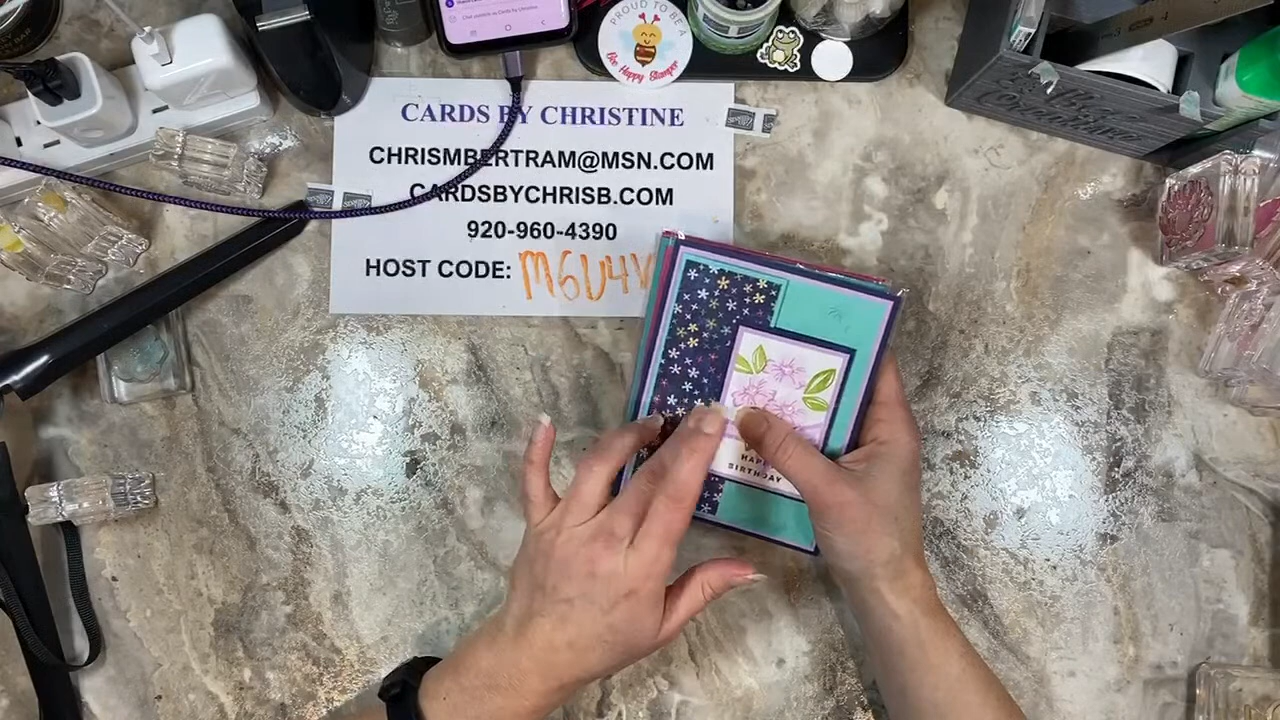 PROUD TO BE A
Bee Happy Stamper
CARDS BY CHRISTINE
CHRISMBERTRAM@MSN.COM
CARDSBYCHRISB.COM
920-960-4390
HOST CODE: M6U4V
HAPPY
BIRTHDAY